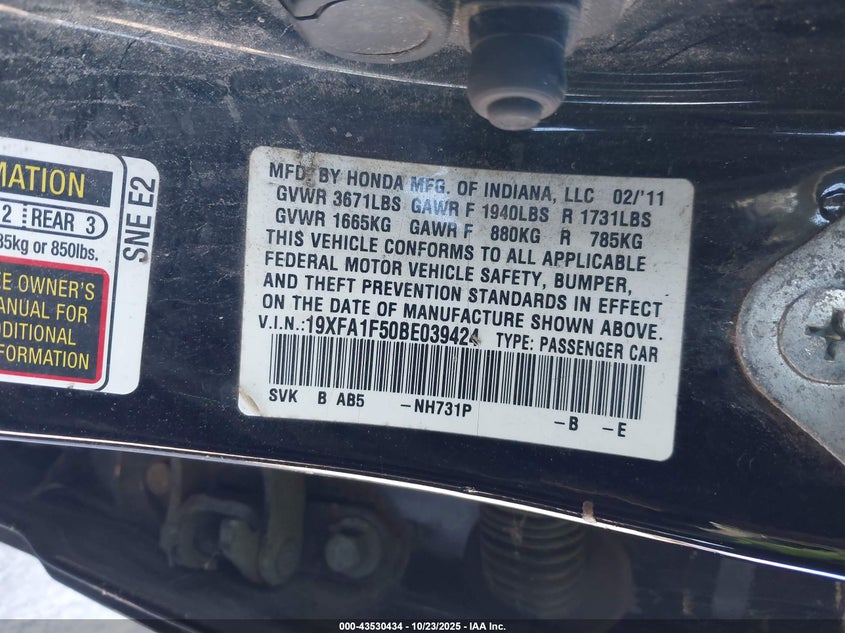 MATION
2 REAR 3
85kg or 850lbs.
E OWNER'S
ANUAL FOR
DITIONAL
FORMATION
SNE E2
MFD. BY HONDA MFG. OF INDIANA, LLC 02/'11
GVWR 3671LBS GAWR F 1940LBS R 1731LBS
GVWR 1665KG GAWR F 880KG R 785KG
THIS VEHICLE CONFORMS TO ALL APPLICABLE
FEDERAL MOTOR VEHICLE SAFETY, BUMPER,
AND THEFT PREVENTION STANDARDS IN EFFECT
ON THE DATE OF MANUFACTURE SHOWN ABOVE.
V.I.N.:19XFA1F50BE039424 TYPE: PASSENGER CAR
SVK B AB5 -NH731P -B -E
000-43530434 - 10/23/2025 - IAA Inc.